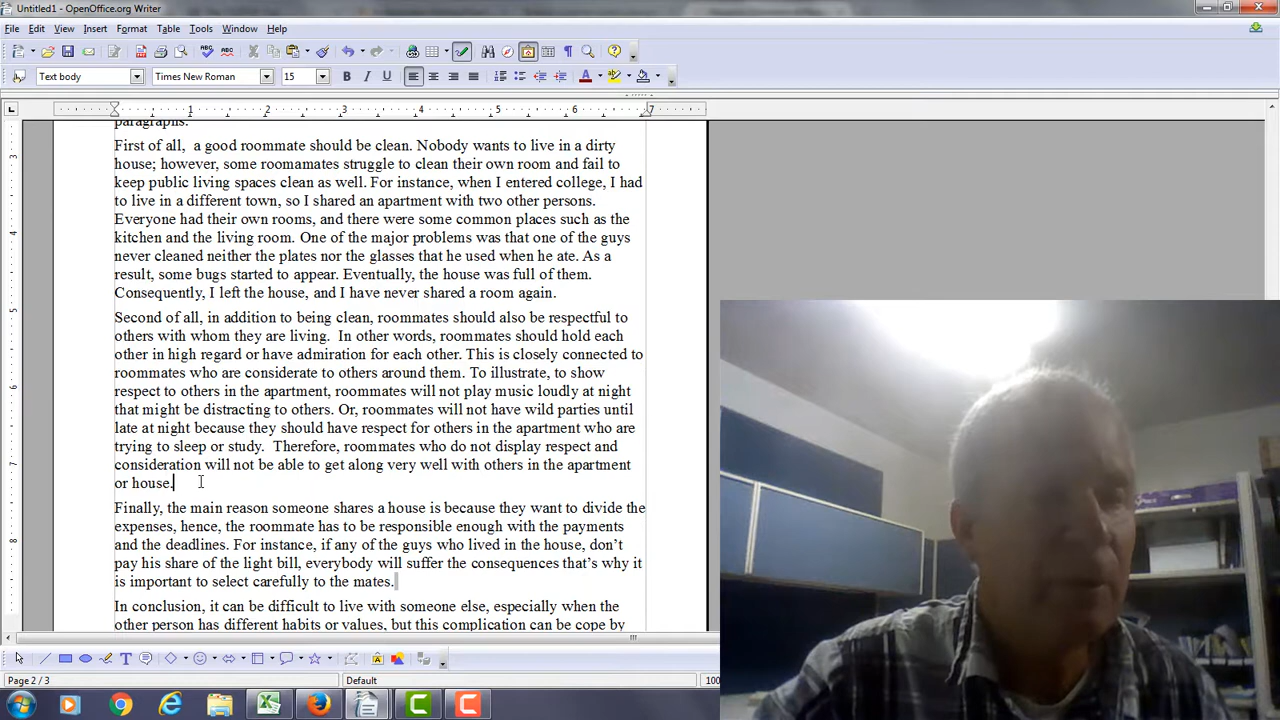 Untitled1 - OpenOffice.org Writer
File Edit View Insert Format Table Tools Window Help
Text body Times New Roman 15
1 2 3 4 5 6 7
paragraphs.
First of all,  a good roommate should be clean. Nobody wants to live in a dirty
house; however, some roomamates struggle to clean their own room and fail to
keep public living spaces clean as well. For instance, when I entered college, I had
to live in a different town, so I shared an apartment with two other persons.
Everyone had their own rooms, and there were some common places such as the
kitchen and the living room. One of the major problems was that one of the guys
never cleaned neither the plates nor the glasses that he used when he ate. As a
result, some bugs started to appear. Eventually, the house was full of them.
Consequently, I left the house, and I have never shared a room again.
Second of all, in addition to being clean, roommates should also be respectful to
others with whom they are living.  In other words, roommates should hold each
other in high regard or have admiration for each other. This is closely connected to
roommates who are considerate to others around them. To illustrate, to show
respect to others in the apartment, roommates will not play music loudly at night
that might be distracting to others. Or, roommates will not have wild parties until
late at night because they should have respect for others in the apartment who are
trying to sleep or study.  Therefore, roommates who do not display respect and
consideration will not be able to get along very well with others in the apartment
or house.
Finally, the main reason someone shares a house is because they want to divide the
expenses, hence, the roommate has to be responsible enough with the payments
and the deadlines. For instance, if any of the guys who lived in the house, don't
pay his share of the light bill, everybody will suffer the consequences that's why it
is important to select carefully to the mates.
In conclusion, it can be difficult to live with someone else, especially when the
other person has different habits or values, but this complication can be cope by
3
4
5
6
7
8
Page 2 / 3 Default 100